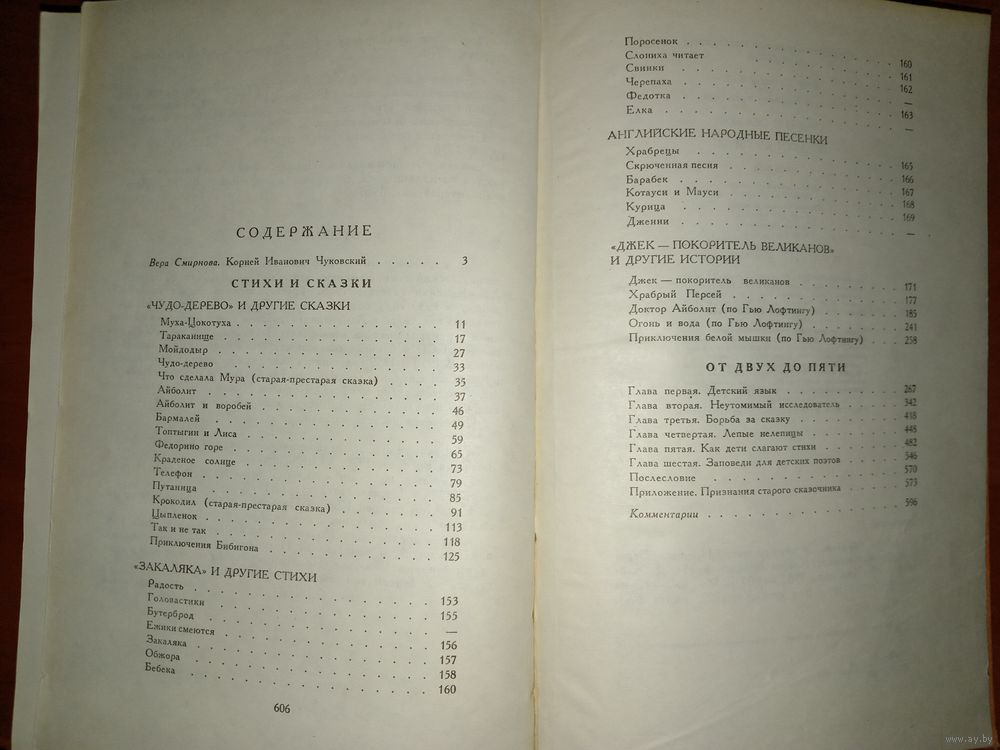 СОДЕРЖАНИЕ
Вера Смирнова. Корней Иванович Чуковский . . . . . 3
СТИХИ И СКАЗКИ
«ЧУДО-ДЕРЕВО» И ДРУГИЕ СКАЗКИ
Муха-Цокотуха . . . . . 11
Тараканище . . . . . 17
Мойдодыр . . . . . 27
Чудо-дерево . . . . . 33
Что сделала Мура (старая-престарая сказка) . . . . 35
Айболит . . . . . 37
Айболит и воробей . . . . . 46
Бармалей . . . . . 49
Топтыгин и Лиса . . . . . 59
Федорино горе . . . . . 65
Краденое солнце . . . . . 73
Телефон . . . . . 79
Путаница . . . . . 85
Крокодил (старая-престарая сказка) . . . . . 91
Цыпленок . . . . . 113
Так и не так . . . . . 118
Приключения Бибигона . . . . . 125
«ЗАКАЛЯКА» И ДРУГИЕ СТИХИ
Радость . . . . . 153
Головастики . . . . . 155
Бутерброд . . . . . —
Ежики смеются . . . . . 156
Закаляка . . . . . 157
Обжора . . . . . 158
Бебека . . . . . 160
606
Поросенок . . . . . 160
Слониха читает . . . . . 161
Свинки . . . . . 162
Черепаха . . . . . —
Федотка . . . . . 163
Елка . . . . . —
АНГЛИЙСКИЕ НАРОДНЫЕ ПЕСЕНКИ
Храбрецы . . . . . 165
Скрюченная песня . . . . . 166
Барабек . . . . . 167
Котауси и Мауси . . . . . 168
Курица . . . . . 169
Дженни . . . . . —
«ДЖЕК — ПОКОРИТЕЛЬ ВЕЛИКАНОВ»
И ДРУГИЕ ИСТОРИИ
Джек — покоритель великанов . . . . . 171
Храбрый Персей . . . . . 177
Доктор Айболит (по Гью Лофтингу) . . . . . 185
Огонь и вода (по Гью Лофтингу) . . . . . 241
Приключения белой мышки (по Гью Лофтингу) . . . 258
ОТ ДВУХ ДО ПЯТИ
Глава первая. Детский язык . . . . . 267
Глава вторая. Неутомимый исследователь . . . . . 342
Глава третья. Борьба за сказку . . . . . 418
Глава четвертая. Лепые нелепицы . . . . . 448
Глава пятая. Как дети слагают стихи . . . . . 482
Глава шестая. Заповеди для детских поэтов . . . . . 546
Послесловие . . . . . 570
Приложение. Признания старого сказочника . . . . . 573
Комментарии . . . . . 596
www.ay.by